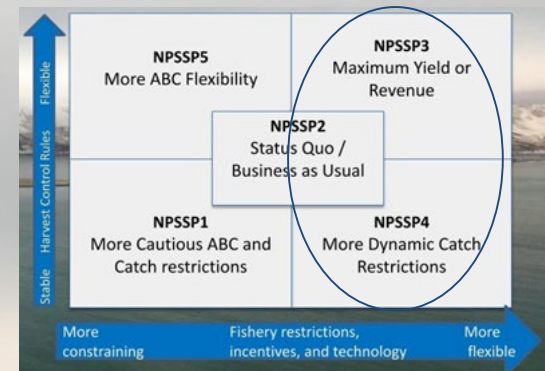 Stable Harvest Control Rules Flexible
NPSSP5
More ABC Flexibility
NPSSP3
Maximum Yield or
Revenue
NPSSP2
Status Quo /
Business as Usual
NPSSP1
More Cautious ABC and
Catch restrictions
NPSSP4
More Dynamic Catch
Restrictions
More
constraining
Fishery restrictions,
incentives, and technology
More
flexible